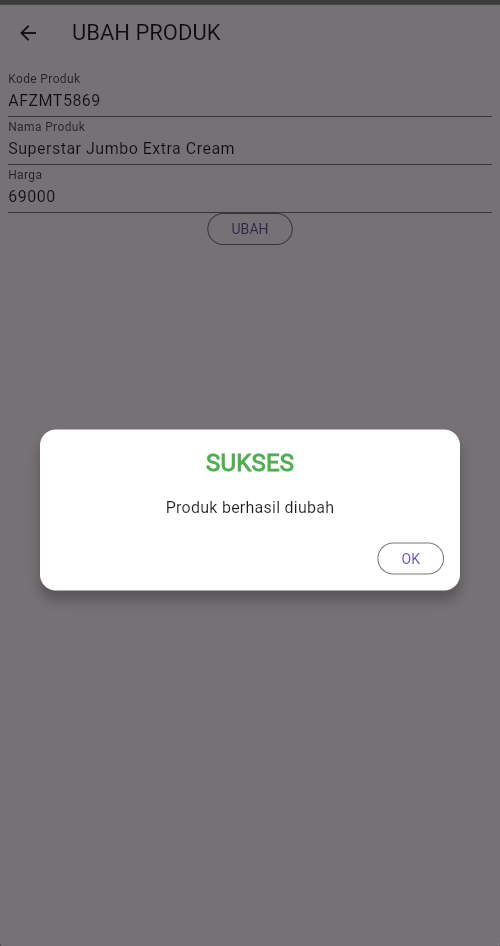 UBAH PRODUK
Kode Produk
AFZMT5869
Nama Produk
Superstar Jumbo Extra Cream
Harga
69000
UBAH
SUKSES
Produk berhasil diubah
OK